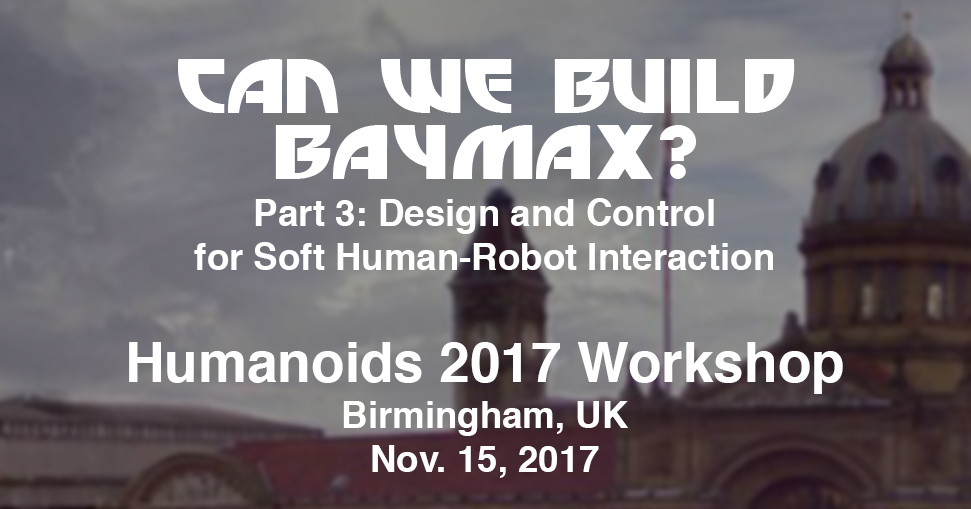 CAN WE BUILD
BAYMAX?
Part 3: Design and Control
for Soft Human-Robot Interaction
Humanoids 2017 Workshop
Birmingham, UK
Nov. 15, 2017